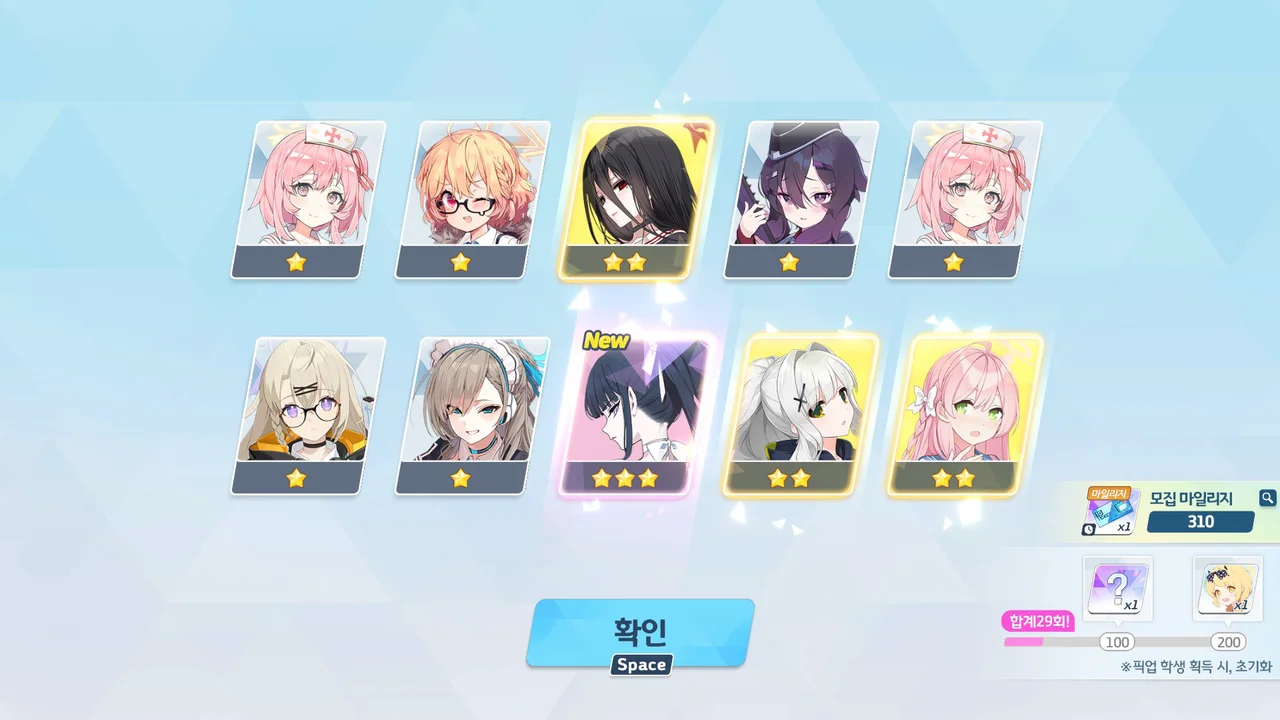 New
마일리지
x1
모집 마일리지
310
?
x1
x1
합계29회!
100
200
※픽업 학생 획득 시, 초기화
확인
Space